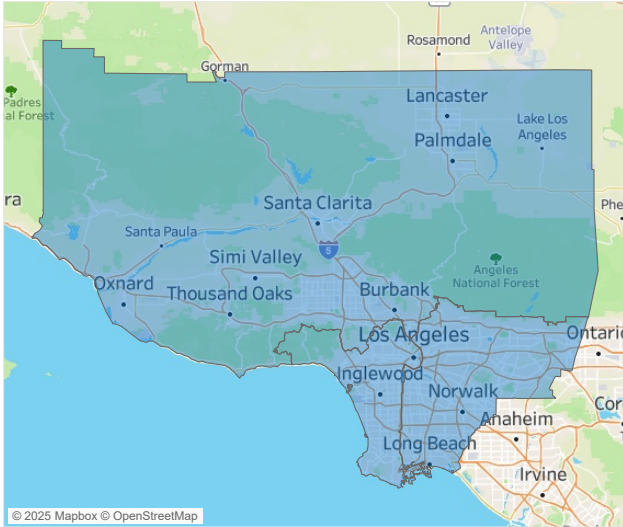 Rosamond
Antelope
Valley
Gorman
Padres
al Forest
Lancaster
Lake Los
Angeles
Palmdale
ra
Santa Clarita
Phe
Santa Paula
5
Simi Valley
Angeles
National Forest
Oxnard
Thousand Oaks
Burbank
Los Angeles
Ontario
Inglewood
Norwalk
Cor
Anaheim
Long Beach
Irvine
© 2025 Mapbox © OpenStreetMap